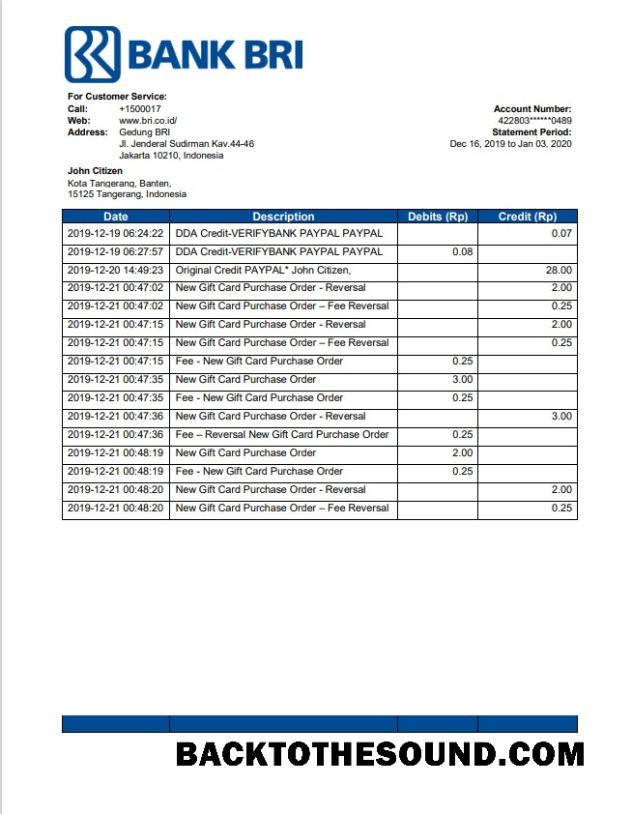 BANK BRI
For Customer Service:
Call: +1500017
Web: www.bri.co.id/
Address: Gedung BRI
Jl. Jenderal Sudirman Kav.44-46
Jakarta 10210, Indonesia
Account Number:
422803******0489
Statement Period:
Dec 16, 2019 to Jan 03, 2020
John Citizen
Kota Tangerang, Banten,
15125 Tangerang, Indonesia
Date Description Debits (Rp) Credit (Rp)
2019-12-19 06:24:22 DDA Credit-VERIFYBANK PAYPAL PAYPAL 0.07
2019-12-19 06:27:57 DDA Credit-VERIFYBANK PAYPAL PAYPAL 0.08
2019-12-20 14:49:23 Original Credit PAYPAL* John Citizen, 28.00
2019-12-21 00:47:02 New Gift Card Purchase Order - Reversal 2.00
2019-12-21 00:47:02 New Gift Card Purchase Order – Fee Reversal 0.25
2019-12-21 00:47:15 New Gift Card Purchase Order - Reversal 2.00
2019-12-21 00:47:15 New Gift Card Purchase Order – Fee Reversal 0.25
2019-12-21 00:47:15 Fee - New Gift Card Purchase Order 0.25
2019-12-21 00:47:35 New Gift Card Purchase Order 3.00
2019-12-21 00:47:35 Fee - New Gift Card Purchase Order 0.25
2019-12-21 00:47:36 New Gift Card Purchase Order - Reversal 3.00
2019-12-21 00:47:36 Fee – Reversal New Gift Card Purchase Order 0.25
2019-12-21 00:48:19 New Gift Card Purchase Order 2.00
2019-12-21 00:48:19 Fee - New Gift Card Purchase Order 0.25
2019-12-21 00:48:20 New Gift Card Purchase Order - Reversal 2.00
2019-12-21 00:48:20 New Gift Card Purchase Order – Fee Reversal 0.25
BACKTOTHESOUND.COM